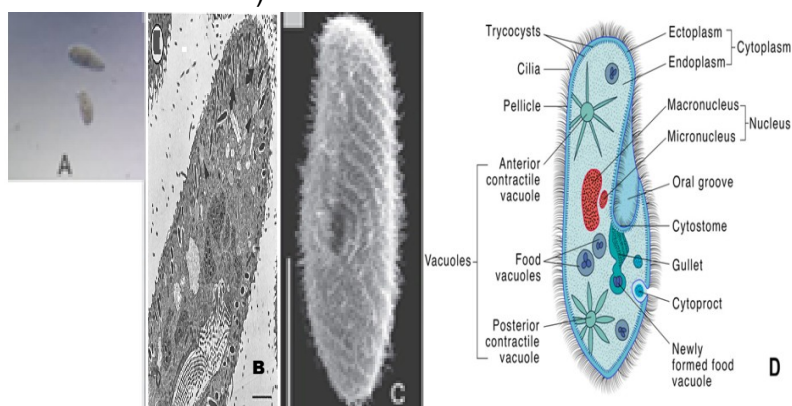 )
A
B
C
Trycocysts
Cilia
Pellicle
Anterior
contractile
vacuole
Vacuoles
Food
vacuoles
Posterior
contractile
vacuole
Ectoplasm
Cytoplasm
Endoplasm
Macronucleus
Nucleus
Micronucleus
Oral groove
Cytostome
Gullet
Cytoproct
Newly
formed food
vacuole
D